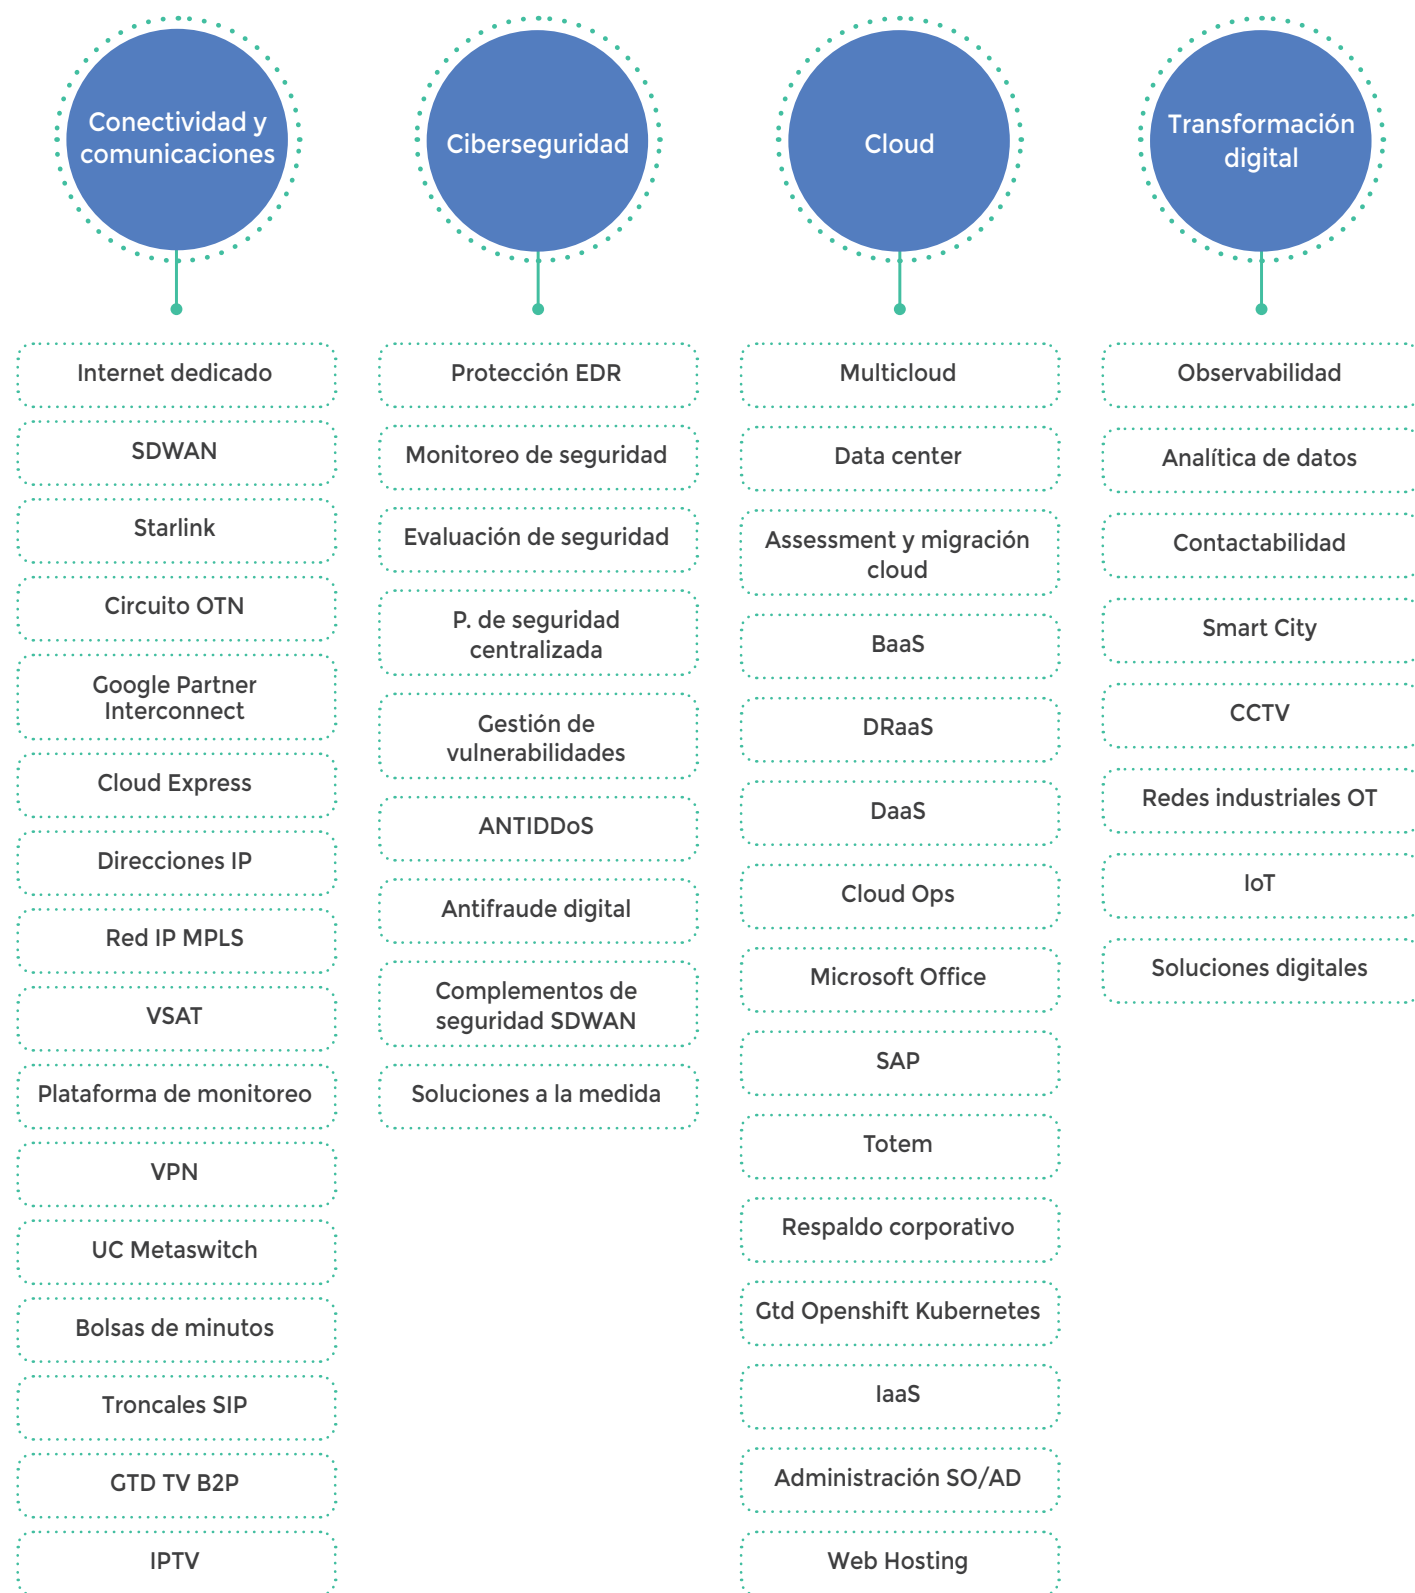 Conectividad y
comunicaciones
Internet dedicado
SDWAN
Starlink
Circuito OTN
Google Partner
Interconnect
Cloud Express
Direcciones IP
Red IP MPLS
VSAT
Plataforma de monitoreo
VPN
UC Metaswitch
Bolsas de minutos
Troncales SIP
GTD TV B2P
IPTV
Ciberseguridad
Protección EDR
Monitoreo de seguridad
Evaluación de seguridad
P. de seguridad
centralizada
Gestión de
vulnerabilidades
ANTIDDoS
Antifraude digital
Complementos de
seguridad SDWAN
Soluciones a la medida
Cloud
Multicloud
Data center
Assessment y migración
cloud
BaaS
DRaaS
DaaS
Cloud Ops
Microsoft Office
SAP
Totem
Respaldo corporativo
Gtd Openshift Kubernetes
IaaS
Administración SO/AD
Web Hosting
Transformación
digital
Observabilidad
Analítica de datos
Contactabilidad
Smart City
CCTV
Redes industriales OT
IoT
Soluciones digitales